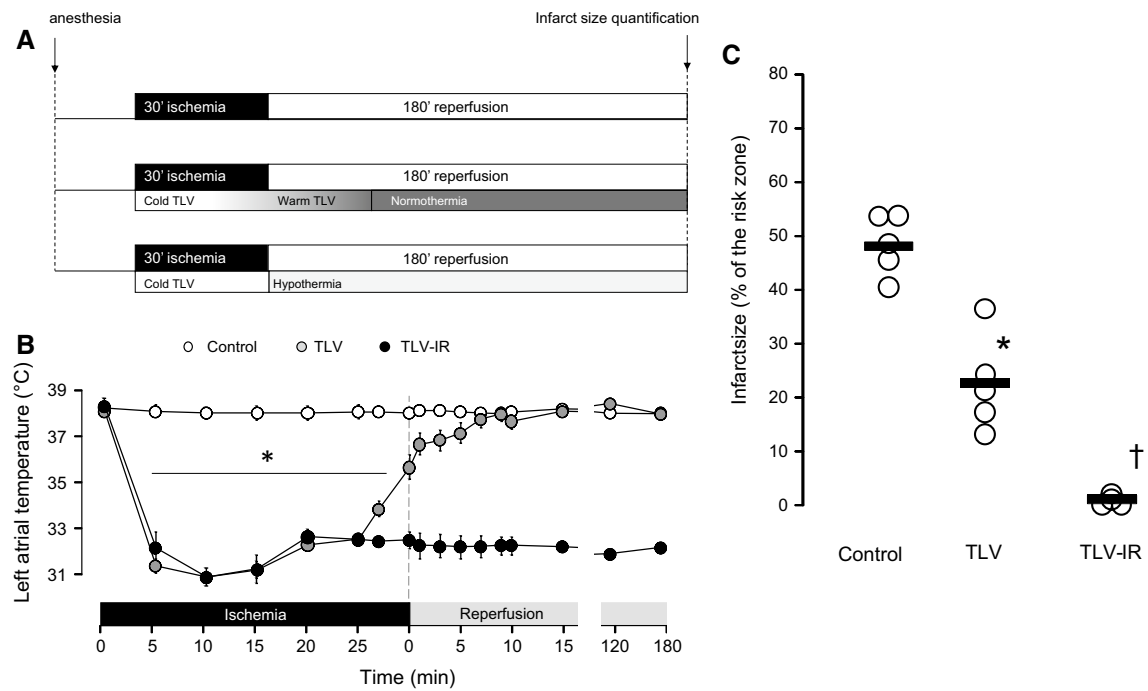 anesthesia
Infarct size quantification
A
30' ischemia
180' reperfusion
30' ischemia
180' reperfusion
Cold TLV
Warm TLV
Normothermia
30' ischemia
180' reperfusion
Cold TLV
Hypothermia
B
Control
TLV
TLV-IR
Left atrial temperature (°C)
39
37
35
33
31
*
Ischemia
Reperfusion
0 5 10 15 20 25 0 5 10 15 120 180
Time (min)
C
Infarctsize (% of the risk zone)
80
70
60
50
40
30
20
10
0
*
†
Control
TLV
TLV-IR